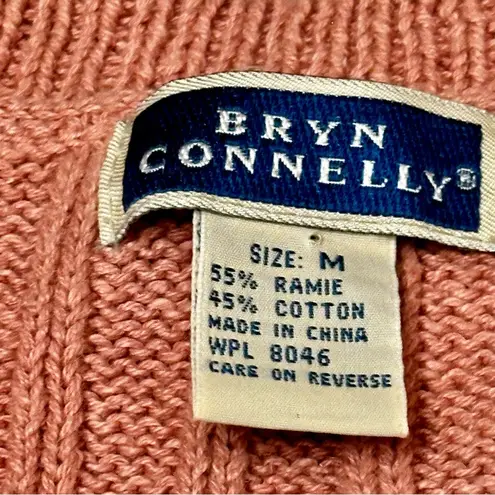 BRYN
CONNELLY®
SIZE: M
55% RAMIE
45% COTTON
MADE IN CHINA
WPL 8046
CARE ON REVERSE